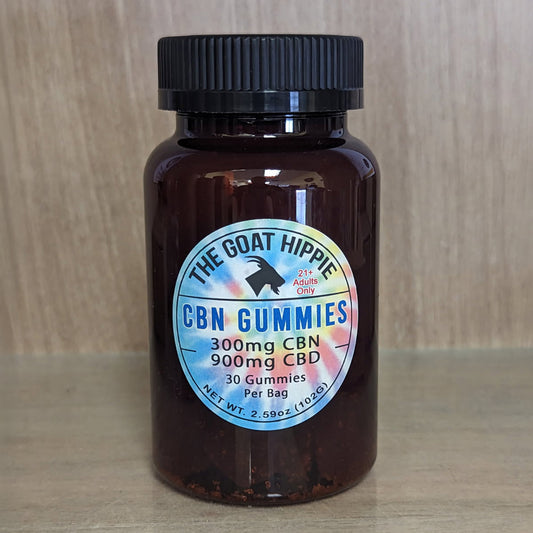 THE GOAT HIPPIE
21+
Adults
Only
CBN GUMMIES
300mg CBN
900mg CBD
30 Gummies
Per Bag
NET WT. 2.59oz (102G)